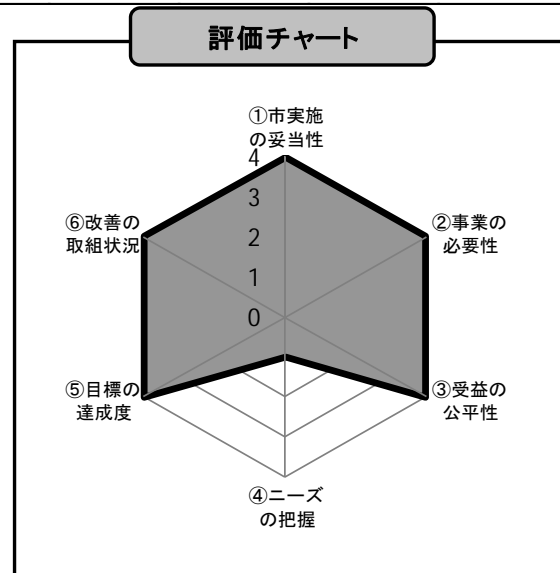 評価チャート
①市実施
の妥当性
4
3
2
1
0
⑥改善の
取組状況
②事業の
必要性
⑤目標の
達成度
③受益の
公平性
④ニーズ
の把握